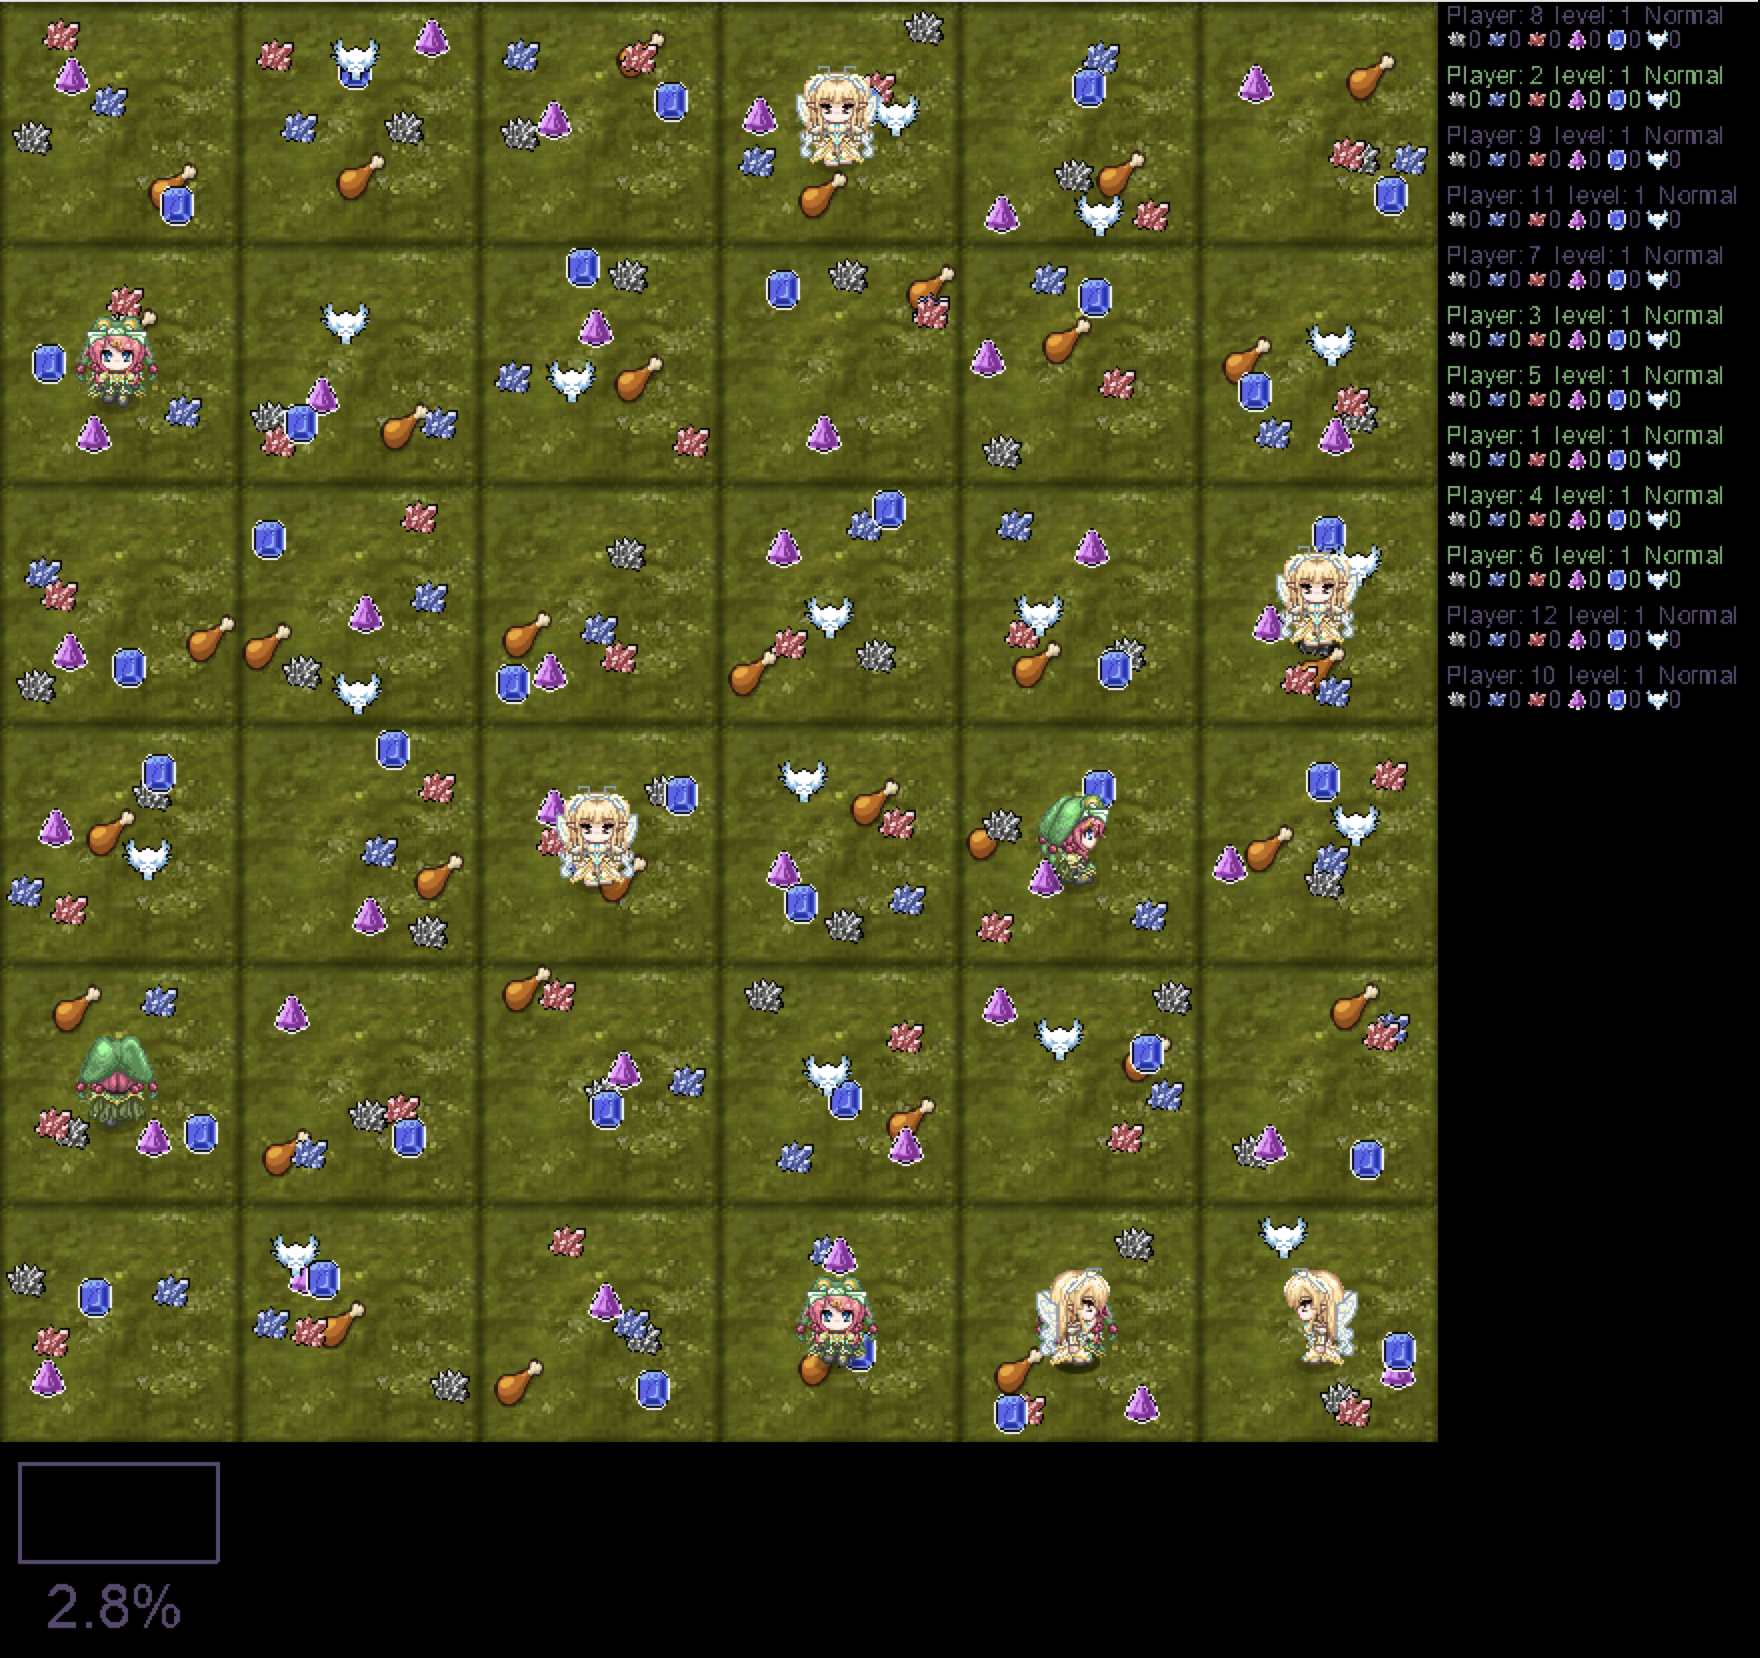 Player: 8 level: 1 Normal
0 0 0 0 0 0
Player: 2 level: 1 Normal
0 0 0 0 0 0
Player: 9 level: 1 Normal
0 0 0 0 0 0
Player: 11 level: 1 Normal
0 0 0 0 0 0
Player: 7 level: 1 Normal
0 0 0 0 0 0
Player: 3 level: 1 Normal
0 0 0 0 0 0
Player: 5 level: 1 Normal
0 0 0 0 0 0
Player: 1 level: 1 Normal
0 0 0 0 0 0
Player: 4 level: 1 Normal
0 0 0 0 0 0
Player: 6 level: 1 Normal
0 0 0 0 0 0
Player: 12 level: 1 Normal
0 0 0 0 0 0
Player: 10 level: 1 Normal
0 0 0 0 0 0
2.8%